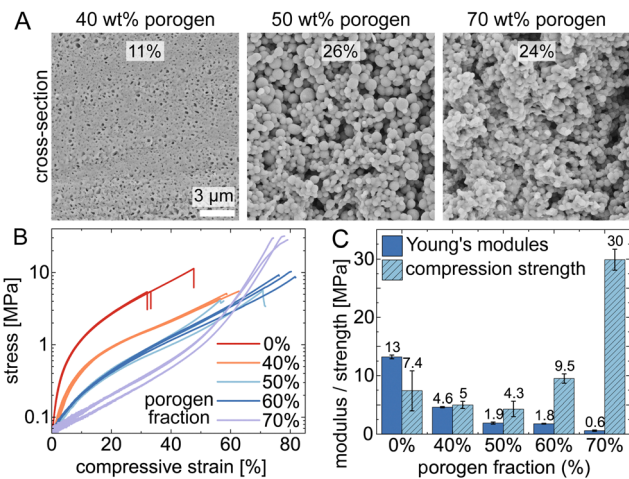 A
40 wt% porogen
50 wt% porogen
70 wt% porogen
cross-section
11%
26%
24%
3 µm
B
stress [MPa]
10
1
0.1
0%
40%
50%
60%
70%
porogen
fraction
0
20
40
60
80
compressive strain [%]
C
modulus / strength [MPa]
Young's modules
compression strength
30
20
10
0
13
7.4
4.6
5
1.9
4.3
1.8
9.5
0.6
30
0%
40%
50%
60%
70%
porogen fraction (%)